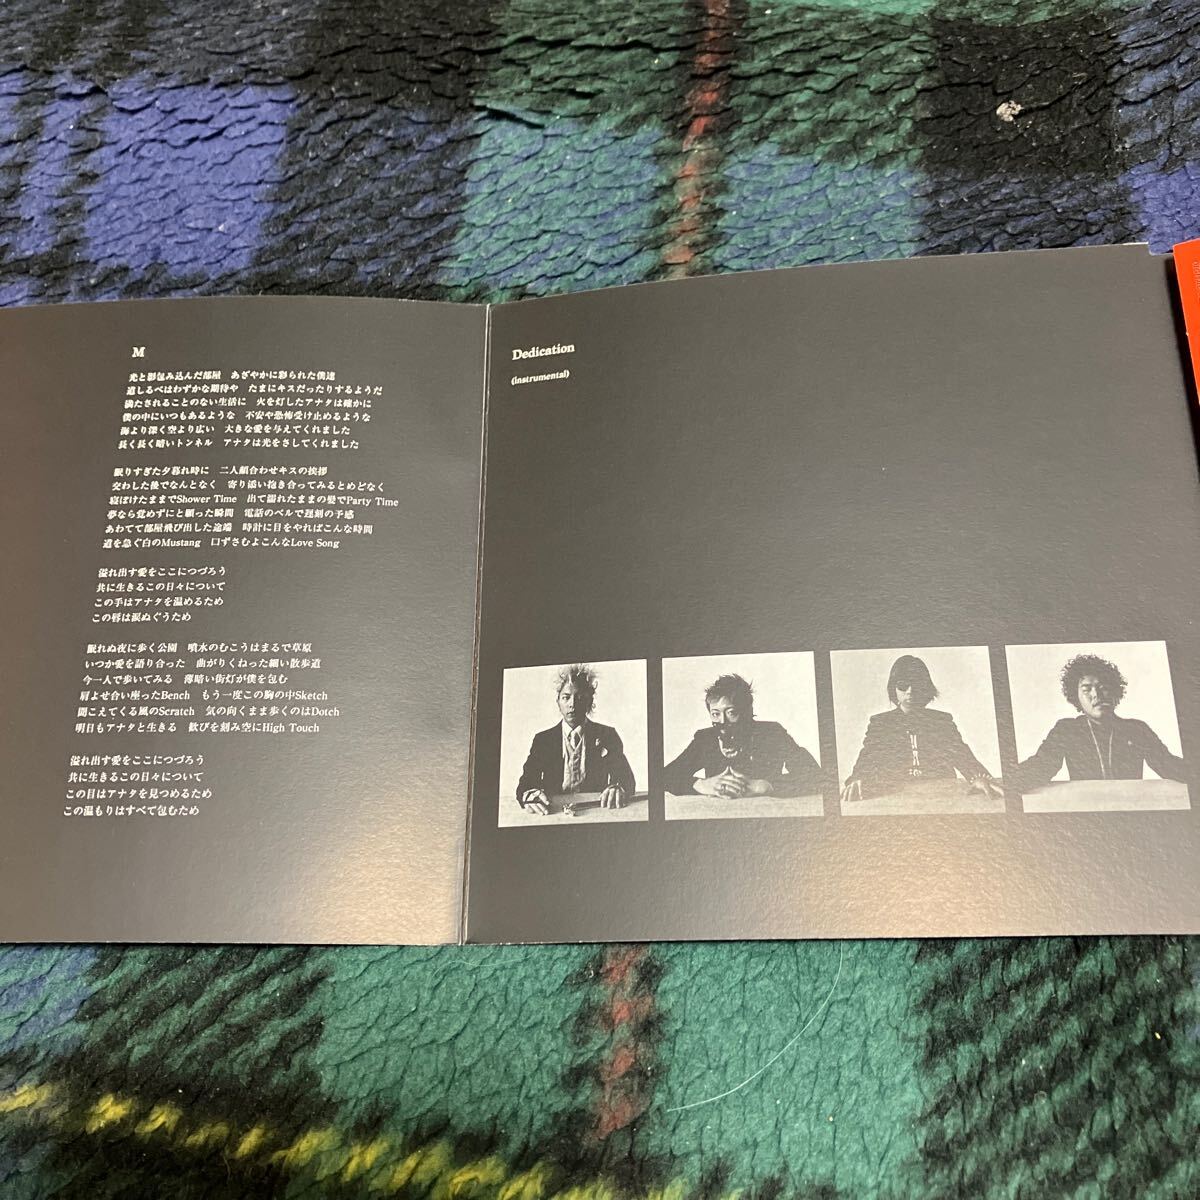 M
光と影包み込んだ部屋　あざやかに彩られた僕達
道しるべはわずかな期待や　たまにキスだったりするようだ
満たされることのない生活に　火を灯したアナタは確かに
僕の中にいつもあるような　不安や恐怖受け止めるような
海より深く空より広い　大きな愛を与えてくれました
長く長く暗いトンネル　アナタは光をさしてくれました
眠りすぎた夕暮れ時に　二人顔合わせキスの挨拶
交わした後でなんとなく　寄り添い抱き合ってみるとめどなく
寝ぼけたままでShower Time　出て濡れたままの髪でParty Time
夢なら覚めずにと願った瞬間　電話のベルで遅刻の予感
あわてて部屋飛び出した途端　時計に目をやればこんな時間
道を急ぐ白のMustang　口ずさむよこんなLove Song
溢れ出す愛をここにつづろう
共に生きるこの日々について
この手はアナタを温めるため
この唇は涙ぬぐうため
眠れぬ夜に歩く公園　噴水のむこうはまるで草原
いつか愛を語り合った　曲がりくねった細い散歩道
今一人で歩いてみる　薄暗い街灯が僕を包む
肩よせ合い座ったBench　もう一度この胸の中Sketch
聞こえてくる風のScratch　気の向くまま歩くのはDotch
明日もアナタと生きる　歓びを刻み空にHigh Touch
溢れ出す愛をここにつづろう
共に生きるこの日々について
この目はアナタを見つめるため
この温もりはすべて包むため
Dedication
(instrumental)